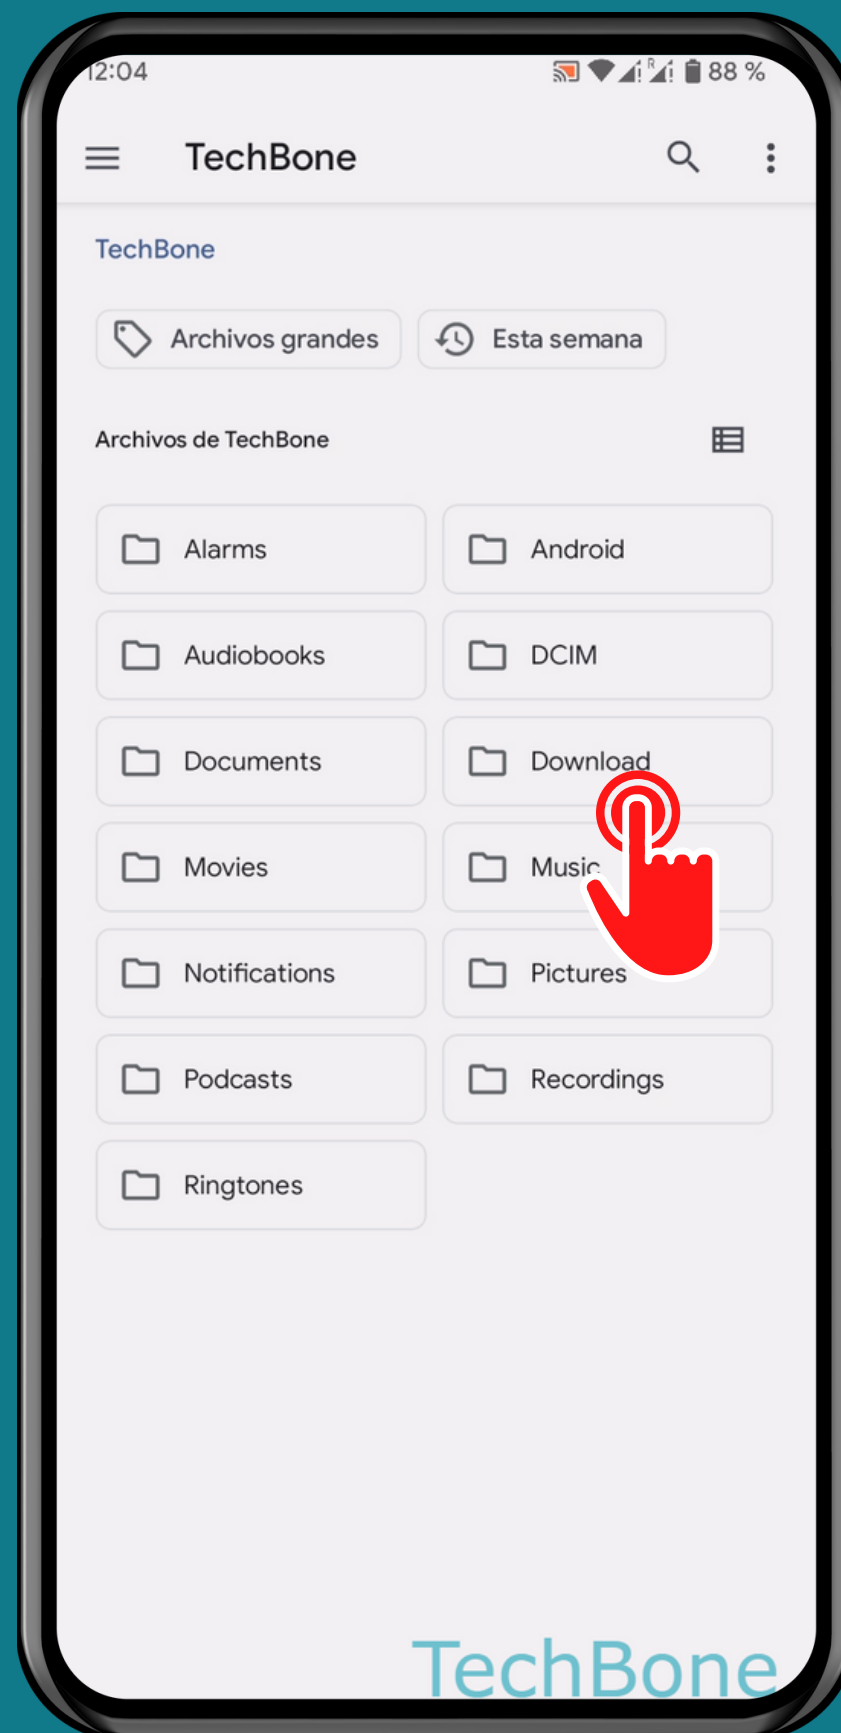 12:04 R 88 %
TechBone
TechBone
Archivos grandes Esta semana
Archivos de TechBone
Alarms Android
Audiobooks DCIM
Documents Download
Movies Music
Notifications Pictures
Podcasts Recordings
Ringtones
TechBone